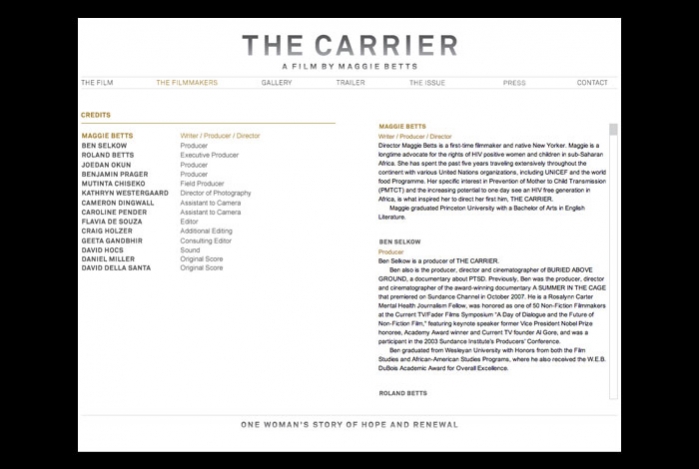 THE CARRIER
A FILM BY MAGGIE BETTS
THE FILM THE FILMMAKERS GALLERY TRAILER THE ISSUE PRESS CONTACT
CREDITS
MAGGIE BETTS Writer / Producer / Director
BEN SELKOW Producer
ROLAND BETTS Executive Producer
JOEDAN OKUN Producer
BENJAMIN PRAGER Producer
MUTINTA CHISEKO Field Producer
KATHRYN WESTERGAARD Director of Photography
CAMERON DINGWALL Assistant to Camera
CAROLINE PENDER Assistant to Camera
FLAVIA DE SOUZA Editor
CRAIG HOLZER Additional Editing
GEETA GANDBHIR Consulting Editor
DAVID HOCS Sound
DANIEL MILLER Original Score
DAVID DELLA SANTA Original Score
MAGGIE BETTS
Writer / Producer / Director
Director Maggie Betts is a first-time filmmaker and native New Yorker. Maggie is a
longtime advocate for the rights of HIV positive women and children in sub-Saharan
Africa. She has spent the past five years traveling extensively throughout the
continent with various United Nations organizations, including UNICEF and the world
food Programme. Her specific interest in Prevention of Mother to Child Transmission
(PMTCT) and the increasing potential to one day see an HIV free generation in
Africa, is what inspired her to direct her first him, THE CARRIER.
Maggie graduated Princeton University with a Bachelor of Arts in English
Literature.
BEN SELKOW
Producer
Ben Selkow is a producer of THE CARRIER.
Ben also is the producer, director and cinematographer of BURIED ABOVE
GROUND, a documentary about PTSD. Previously, Ben was the producer, director
and cinematographer of the award-winning documentary A SUMMER IN THE CAGE
that premiered on Sundance Channel in October 2007. He is a Rosalynn Carter
Mental Health Journalism Fellow, was honored as one of 50 Non-Fiction Filmmakers
at the Current TV/Fader Films Symposium "A Day of Dialogue and the Future of
Non-Fiction Film," featuring keynote speaker former Vice President Nobel Prize
honoree, Academy Award winner and Current TV founder Al Gore, and was a
participant in the 2003 Sundance Institute's Producers' Conference.
Ben graduated from Wesleyan University with Honors from both the Film
Studies and African-American Studies Programs, where he also received the W.E.B.
DuBois Academic Award for Overall Excellence.
ROLAND BETTS
ONE WOMAN'S STORY OF HOPE AND RENEWAL